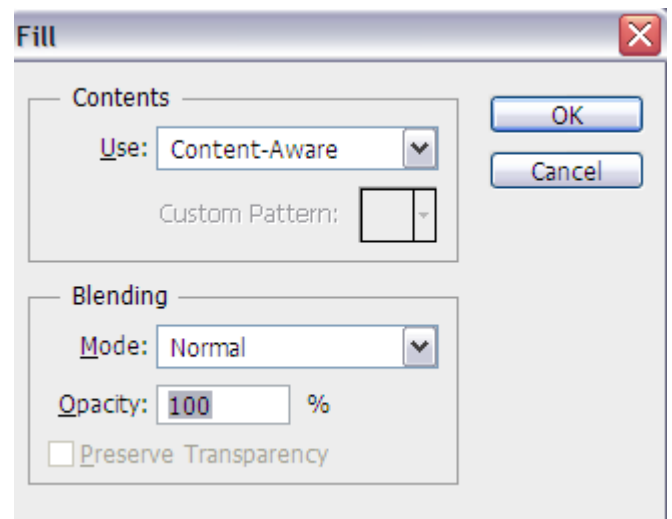 Fill
Contents
OK
Use: Content-Aware
Cancel
Custom Pattern:
Blending
Mode: Normal
Opacity: 100 %
Preserve Transparency